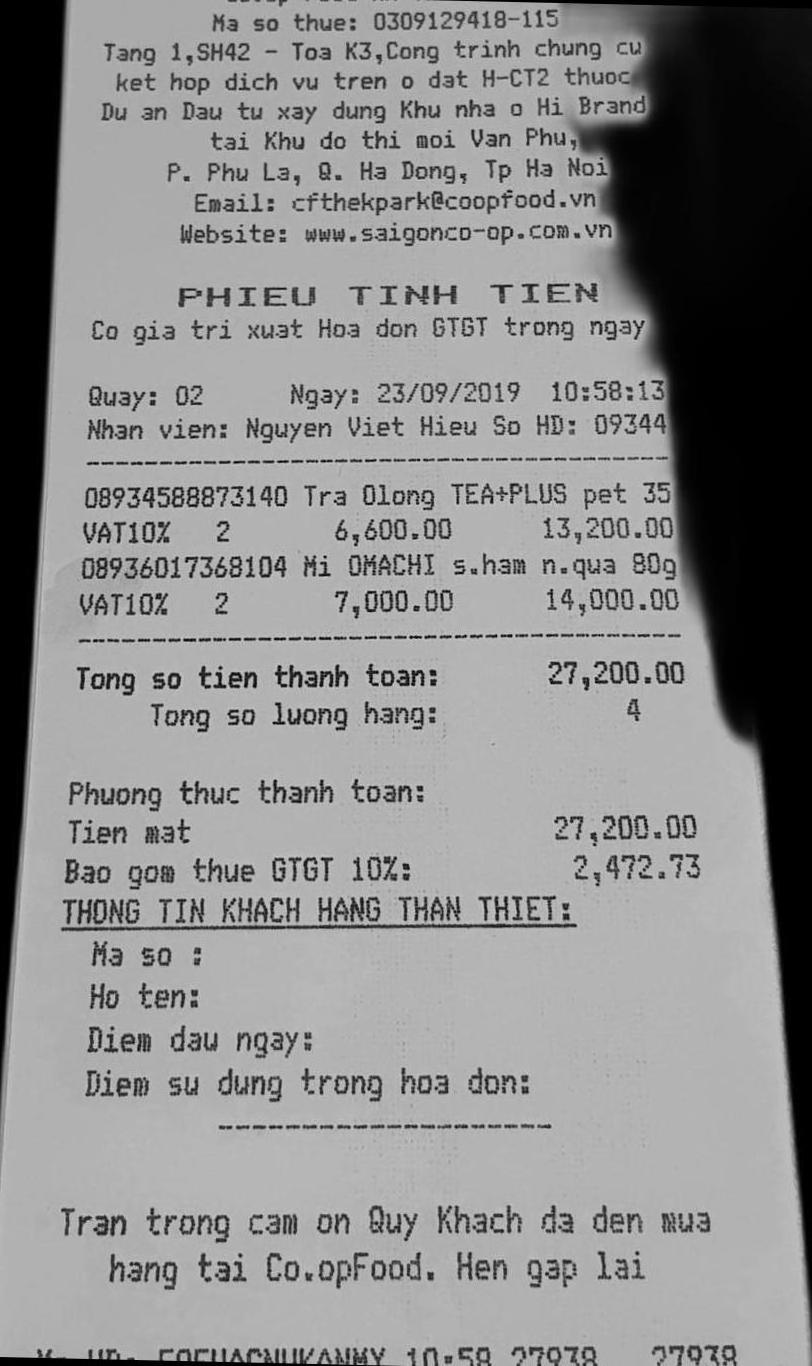 Ma so thue: 0309129418-115
Tang 1,SH42 - Toa K3,Cong trinh chung cu
ket hop dich vu tren o dat H-CT2 thuoc
Du an Dau tu xay dung Khu nha o Hi Brand
tai Khu do thi moi Van Phu,
P. Phu La, Q. Ha Dong, Tp Ha Noi
Email: cfthekpark@coopfood.vn
Website: www.saigonco-op.com.vn
PHIEU TINH TIEN
Co gia tri xuat Hoa don GTGT trong ngay
Quay: 02 Ngay: 23/09/2019 10:58:13
Nhan vien: Nguyen Viet Hieu So HD: 09344
08934588873140 Tra Olong TEA+PLUS pet 35
VAT10% 2 6,600.00 13,200.00
08936017368104 Mi OMACHI s.ham n.qua 80g
VAT10% 2 7,000.00 14,000.00
Tong so tien thanh toan: 27,200.00
Tong so luong hang: 4
Phuong thuc thanh toan:
Tien mat 27,200.00
Bao gom thue GTGT 10%: 2,472.73
THONG TIN KHACH HANG THAN THIET:
Ma so :
Ho ten:
Diem dau ngay:
Diem su dung trong hoa don:
Tran trong cam on Quy Khach da den mua
hang tai Co.opFood. Hen gap lai
HD: 10:58 27938 27938